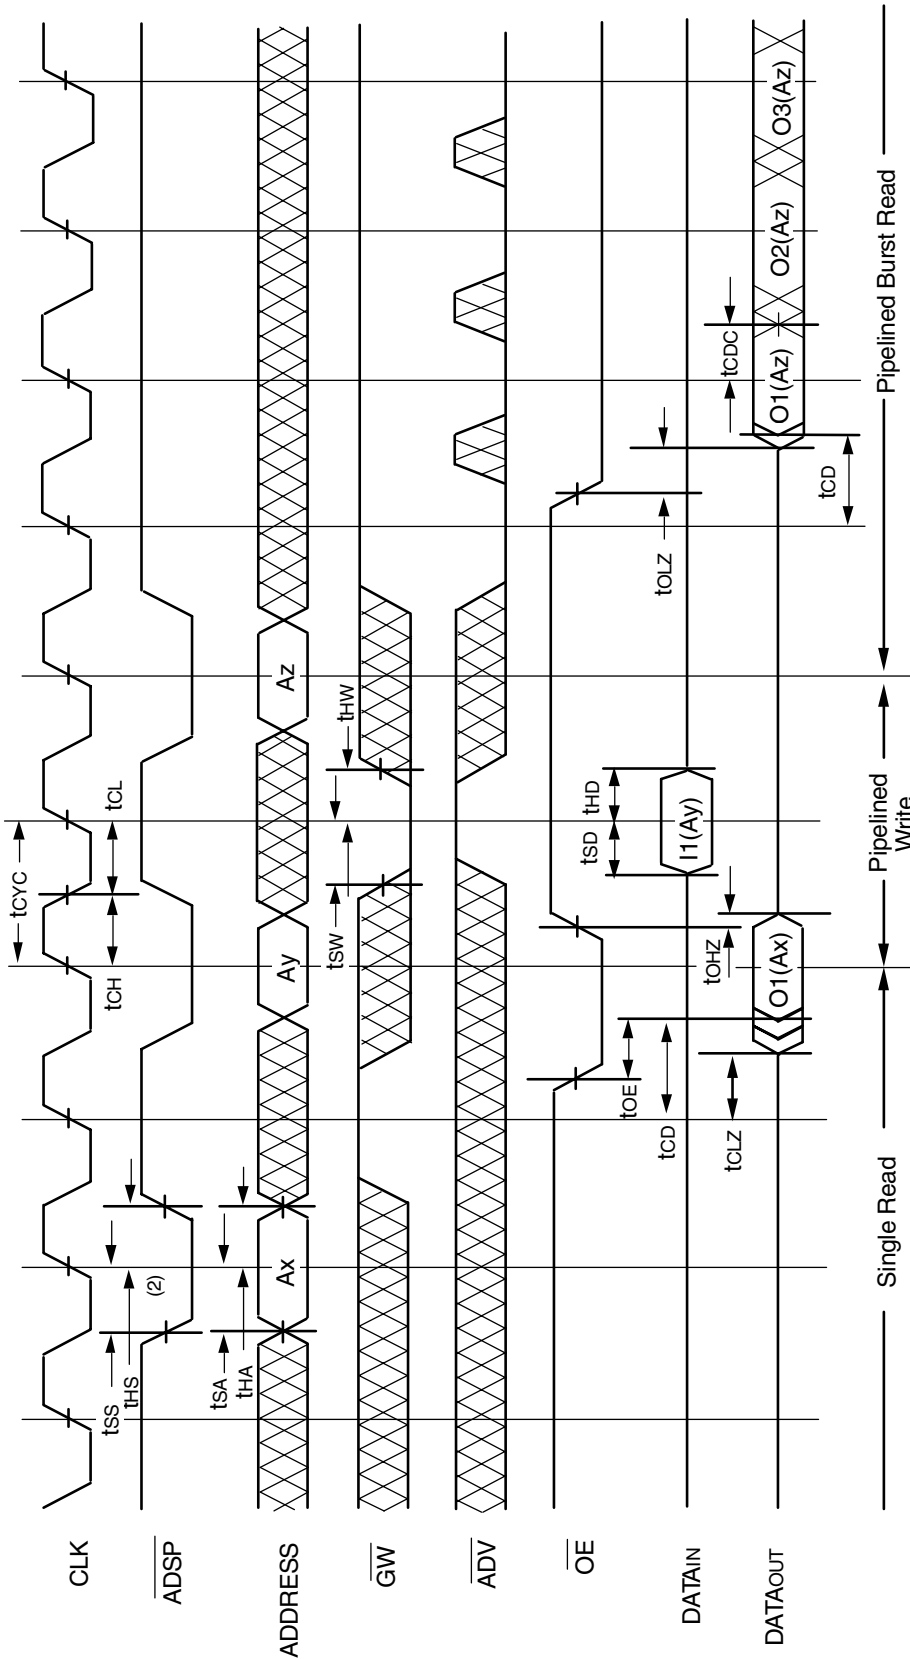 CLK
tCYC
tCH
tCL
ADSP
tSS
tHS
(2)
ADDRESS
tSA
tHA
Ax
Ay
Az
GW
tSW
tHW
ADV
OE
tOE
tOHZ
tOLZ
DATAIN
tCD
tSD
tHD
I1(Ay)
DATAOUT
tCLZ
O1(Ax)
O1(Az)
tCDC
O2(Az)
O3(Az)
tCD
Single Read
Pipelined
Write
Pipelined Burst Read